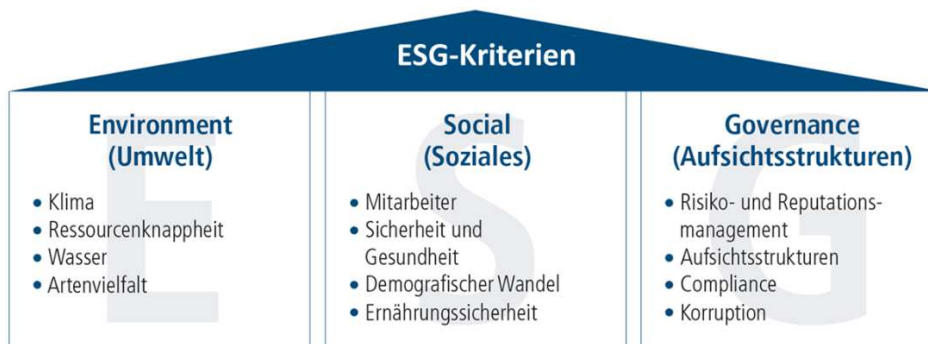 ESG-Kriterien
Environment
(Umwelt)
• Klima
• Ressourcenknappheit
• Wasser
• Artenvielfalt
E
Social
(Soziales)
• Mitarbeiter
• Sicherheit und
Gesundheit
• Demografischer Wandel
• Ernährungssicherheit
S
Governance
(Aufsichtsstrukturen)
• Risiko- und Reputations-
management
• Aufsichtsstrukturen
• Compliance
• Korruption
G